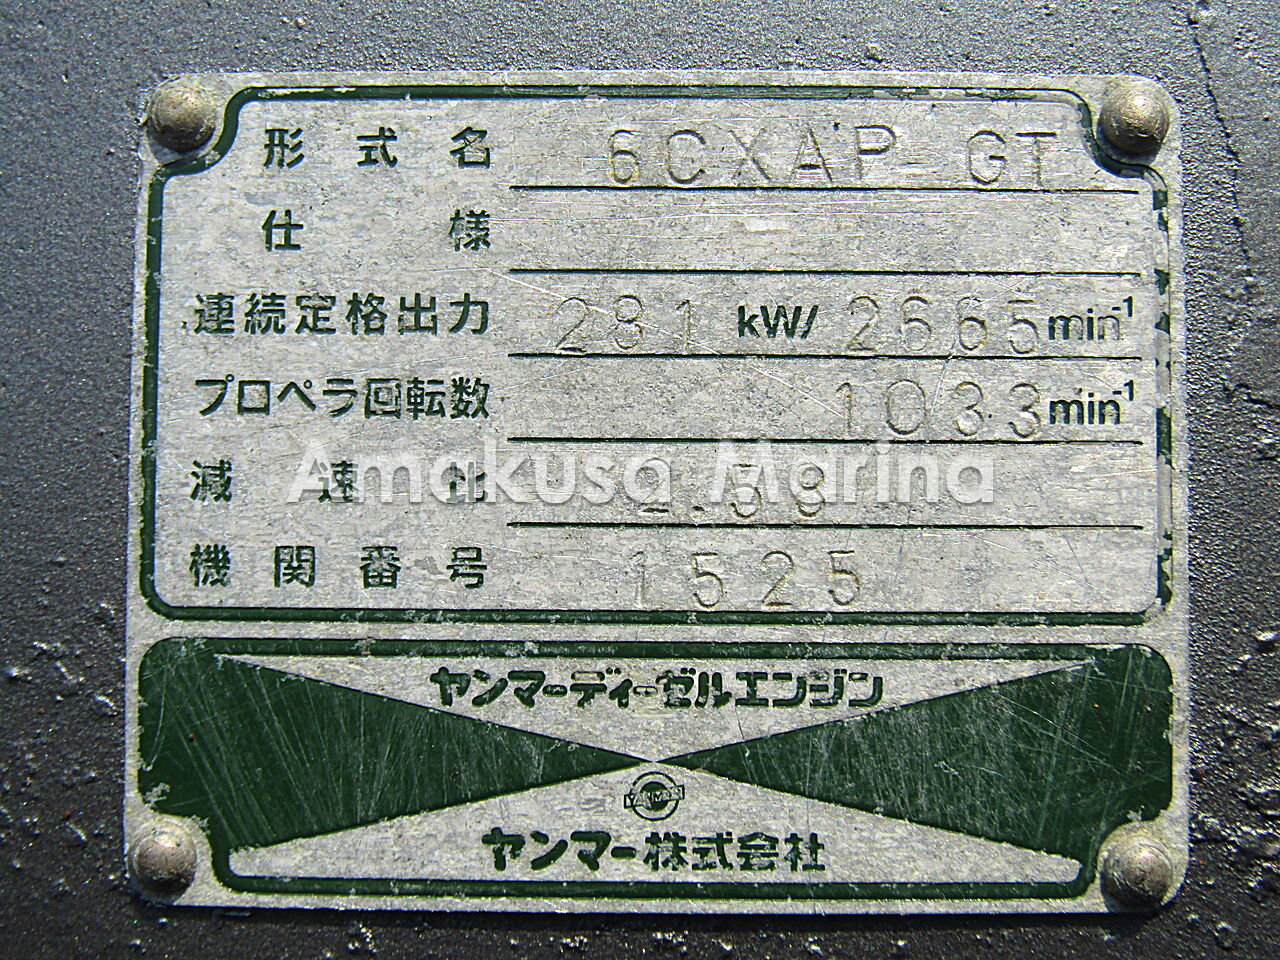 形式名 6CXAP GT
仕様
連続定格出力 281 kW/ 2665 min-1
プロペラ回転数 1033 min-1
減速比 2.58
Amakusa Marina
機関番号 1525
ヤンマーディーゼルエンジン
YANMAR
ヤンマー株式会社